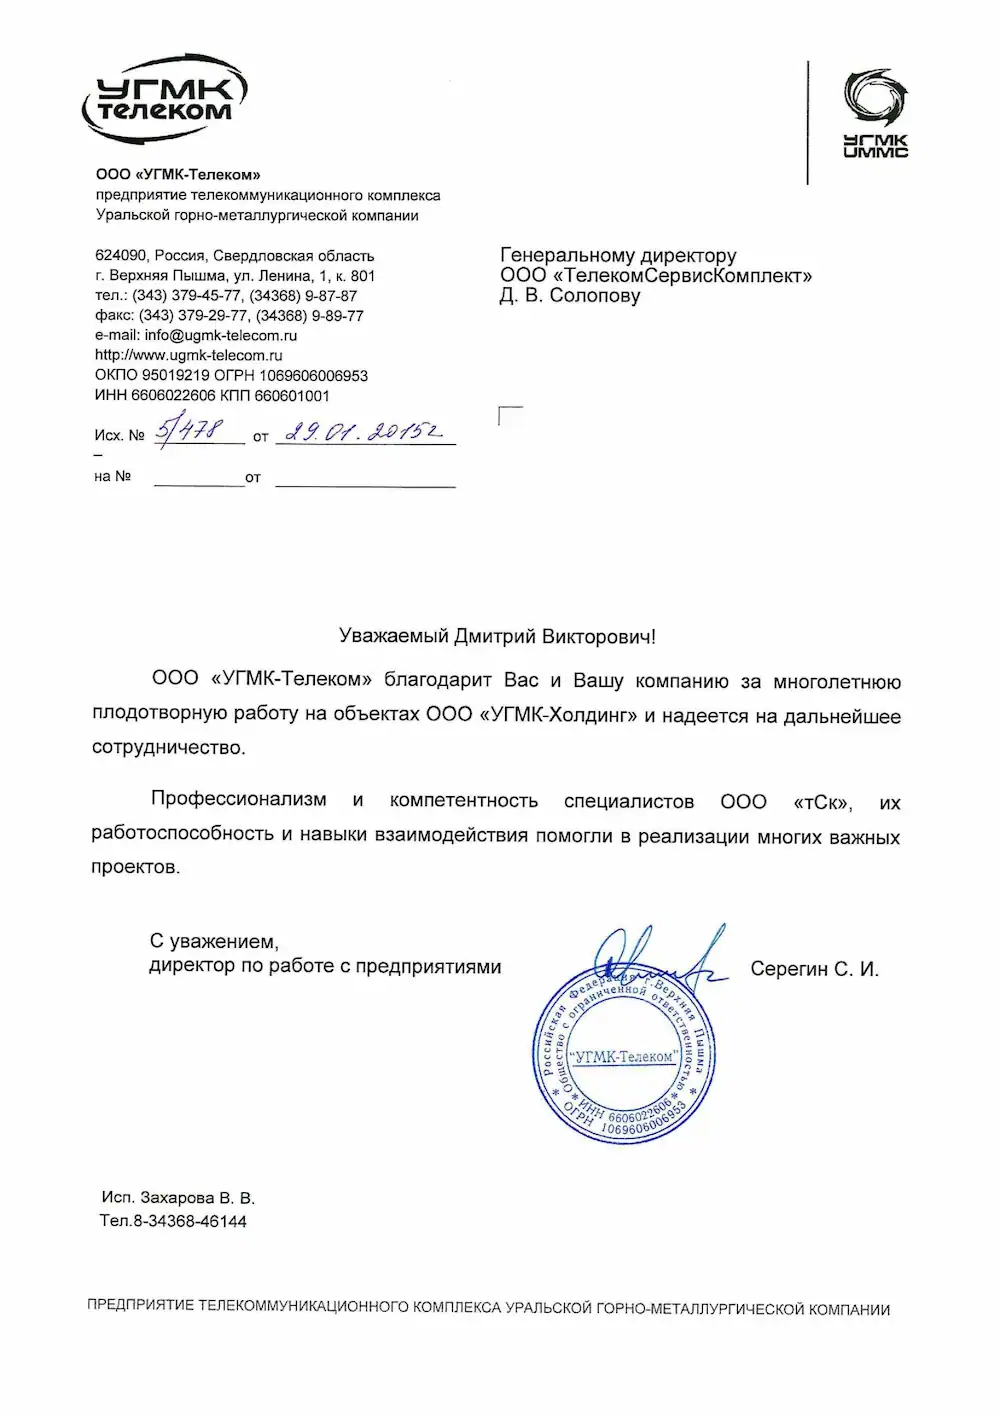 УГМК
ТЕЛЕКОМ
УГМК
UMMC
ООО «УГМК-Телеком»
предприятие телекоммуникационного комплекса
Уральской горно-металлургической компании
624090, Россия, Свердловская область
г. Верхняя Пышма, ул. Ленина, 1, к. 801
тел.: (343) 379-45-77, (34368) 9-87-87
факс: (343) 379-29-77, (34368) 9-89-77
e-mail: info@ugmk-telecom.ru
http://www.ugmk-telecom.ru
ОКПО 95019219 ОГРН 1069606006953
ИНН 6606022606 КПП 660601001
Исх. № 5/478 от 29.01.2015г
на № от
Генеральному директору
ООО «ТелекомСервисКомплект»
Д. В. Солопову
Уважаемый Дмитрий Викторович!
ООО «УГМК-Телеком» благодарит Вас и Вашу компанию за многолетнюю
плодотворную работу на объектах ООО «УГМК-Холдинг» и надеется на дальнейшее
сотрудничество.
Профессионализм и компетентность специалистов ООО «тСк», их
работоспособность и навыки взаимодействия помогли в реализации многих важных
проектов.
С уважением,
директор по работе с предприятиями
Серегин С. И.
Российская Федерация г.Верхняя Пышма
Общество с ограниченной ответственностью
"УГМК-Телеком"
* ИНН 6606022606 *
* ОГРН 1069606006953 *
Исп. Захарова В. В.
Тел.8-34368-46144
ПРЕДПРИЯТИЕ ТЕЛЕКОММУНИКАЦИОННОГО КОМПЛЕКСА УРАЛЬСКОЙ ГОРНО-МЕТАЛЛУРГИЧЕСКОЙ КОМПАНИИ